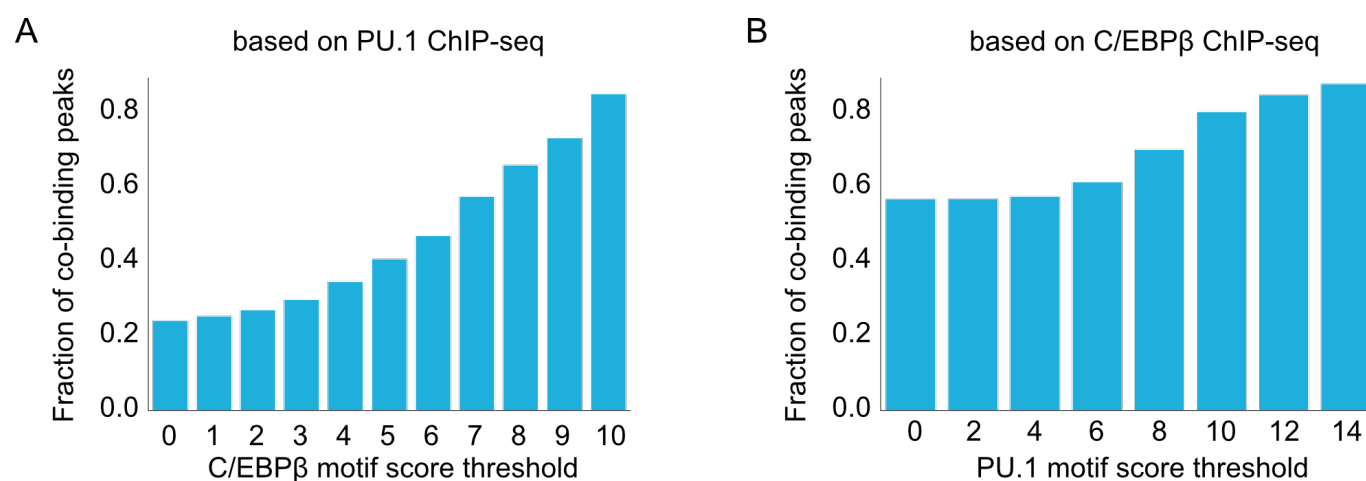 A
based on PU.1 ChIP-seq
Fraction of co-binding peaks
0.8
0.6
0.4
0.2
0.0
0 1 2 3 4 5 6 7 8 9 10
C/EBPβ motif score threshold
B
based on C/EBPβ ChIP-seq
Fraction of co-binding peaks
0.8
0.6
0.4
0.2
0.0
0 2 4 6 8 10 12 14
PU.1 motif score threshold